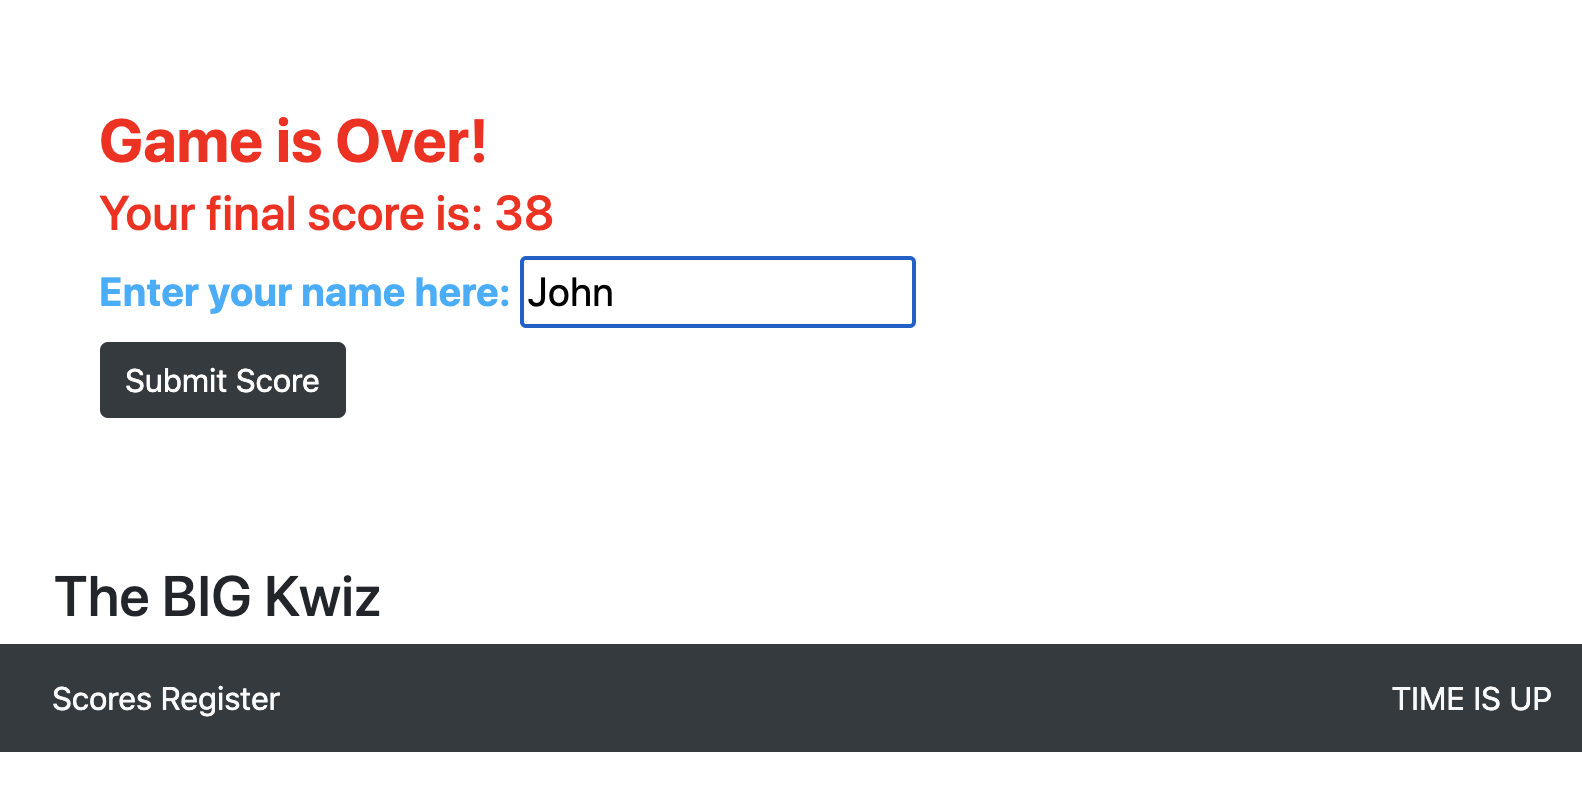 Game is Over!
Your final score is: 38
Enter your name here: John
Submit Score
The BIG Kwiz
Scores Register TIME IS UP